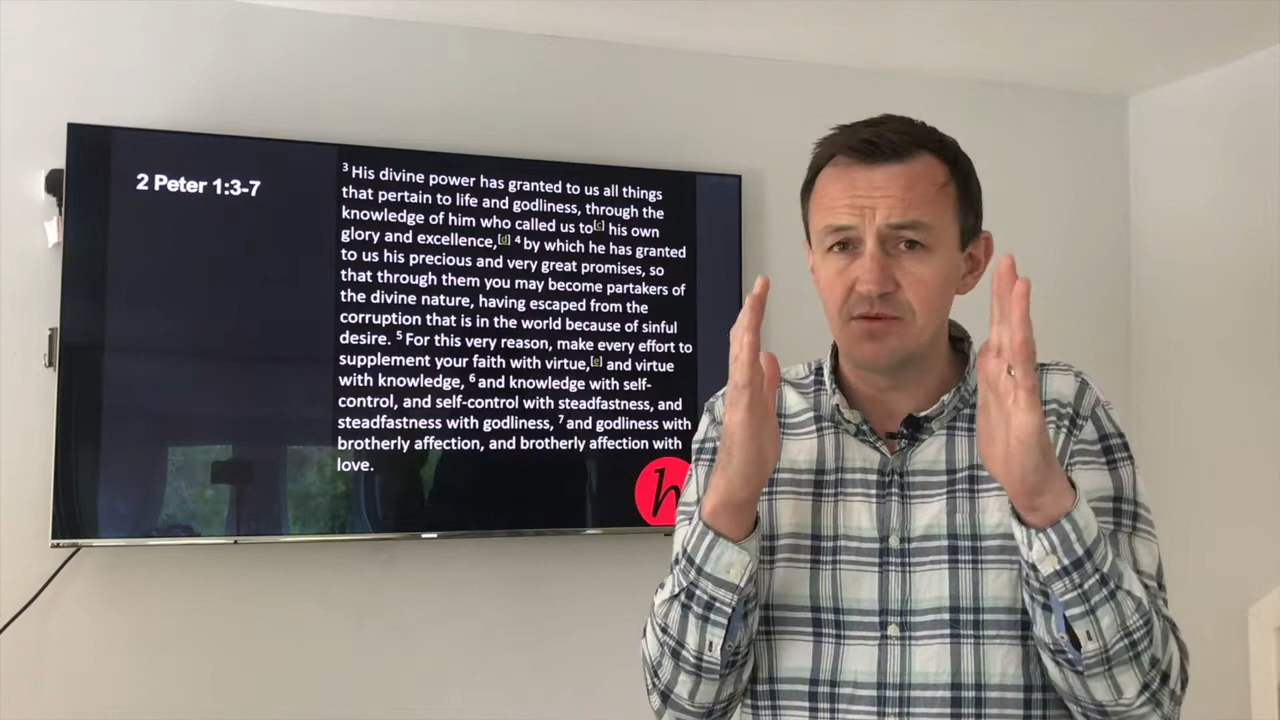 2 Peter 1:3-7
3 His divine power has granted to us all things
that pertain to life and godliness, through the
knowledge of him who called us to[c] his own
glory and excellence,[d] 4 by which he has granted
to us his precious and very great promises, so
that through them you may become partakers of
the divine nature, having escaped from the
corruption that is in the world because of sinful
desire. 5 For this very reason, make every effort to
supplement your faith with virtue,[e] and virtue
with knowledge, 6 and knowledge with self-
control, and self-control with steadfastness, and
steadfastness with godliness, 7 and godliness with
brotherly affection, and brotherly affection with
love.
h